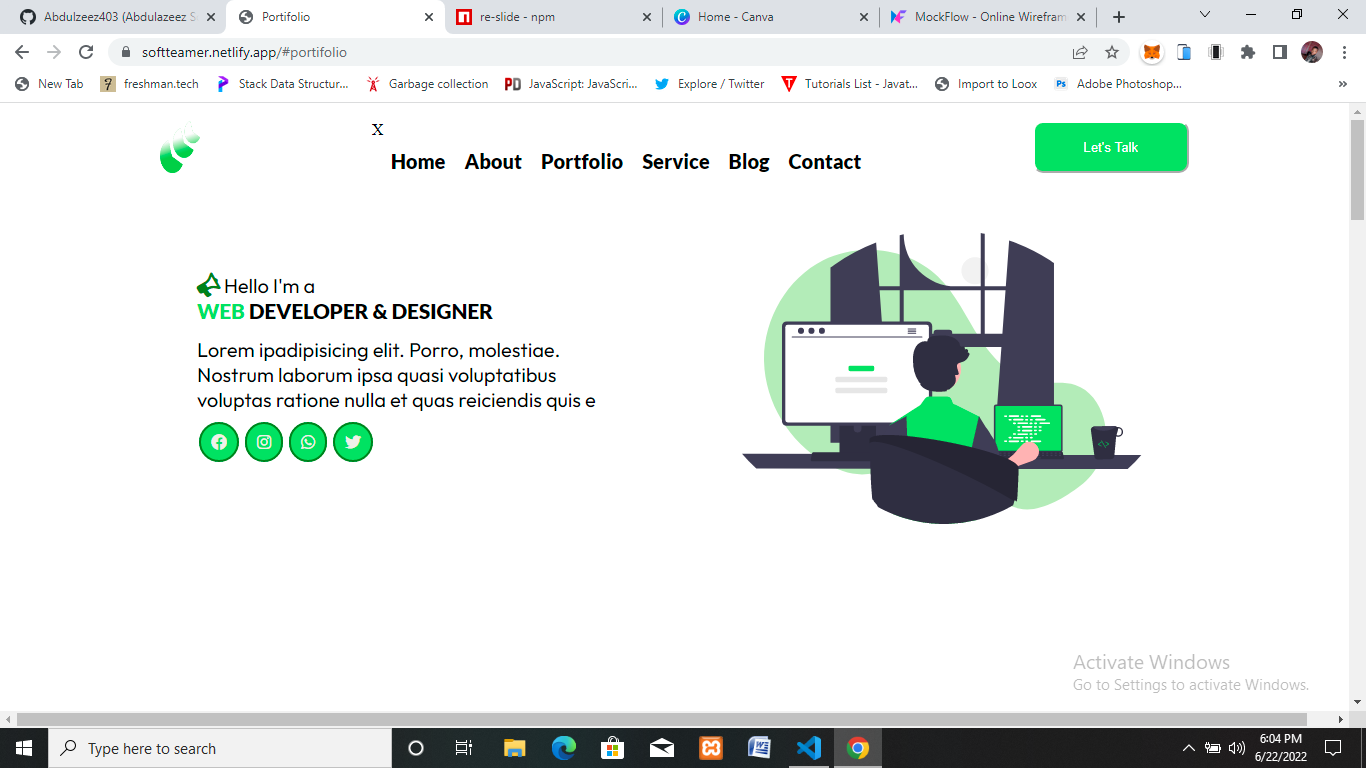 Abdulzeez403 (Abdulazeez S
Portifolio
re-slide - npm
Home - Canva
MockFlow - Online Wirefram
softteamer.netlify.app/#portifolio
New Tab
freshman.tech
Stack Data Structur...
Garbage collection
JavaScript: JavaScri...
Explore / Twitter
Tutorials List - Javat...
Import to Loox
Adobe Photoshop...
»
X
Home About Portfolio Service Blog Contact
Let's Talk
Hello I'm a
WEB DEVELOPER & DESIGNER
Lorem ipadipisicing elit. Porro, molestiae.
Nostrum laborum ipsa quasi voluptatibus
voluptas ratione nulla et quas reiciendis quis e
Activate Windows
Go to Settings to activate Windows.
Type here to search
6:04 PM
6/22/2022